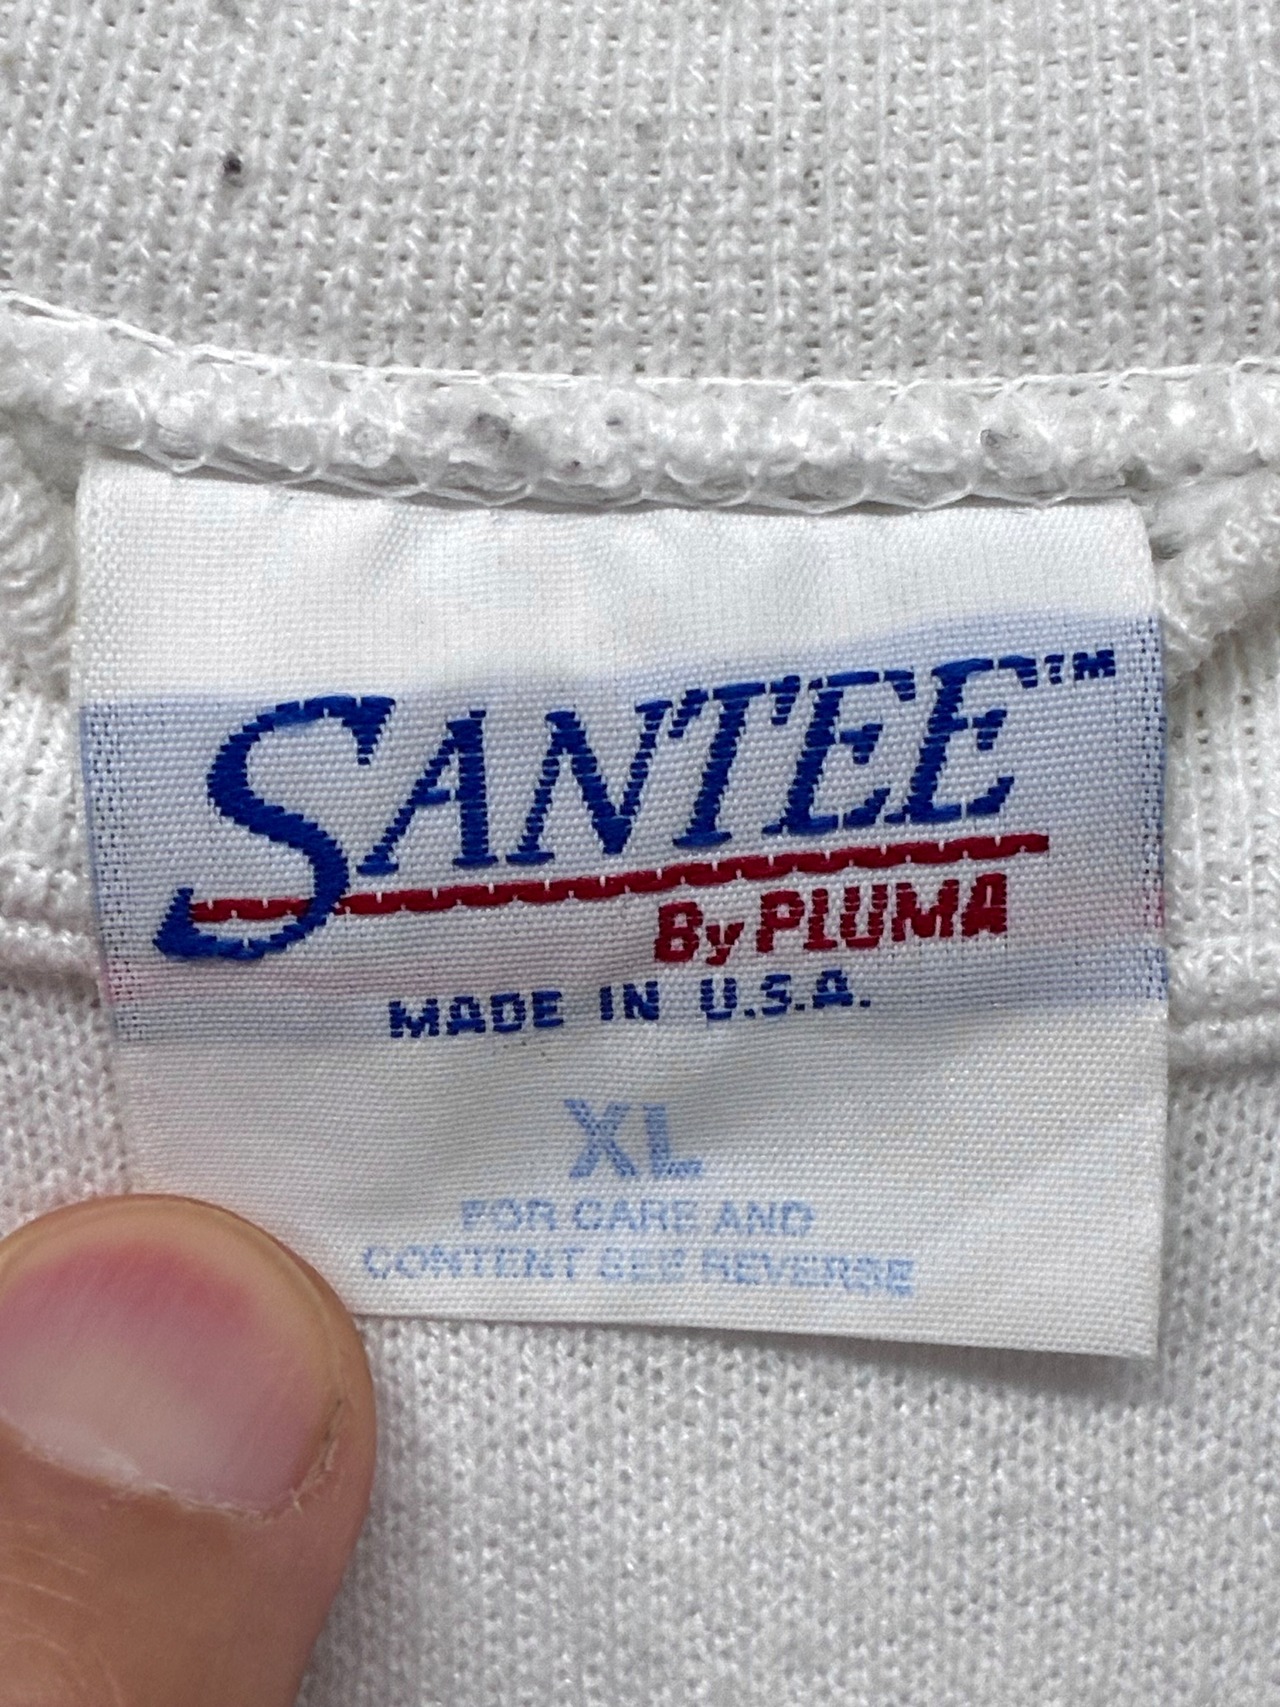 SANTEE™
By PLUMA
MADE IN U.S.A.
XL
FOR CARE AND
CONTENT SEE REVERSE